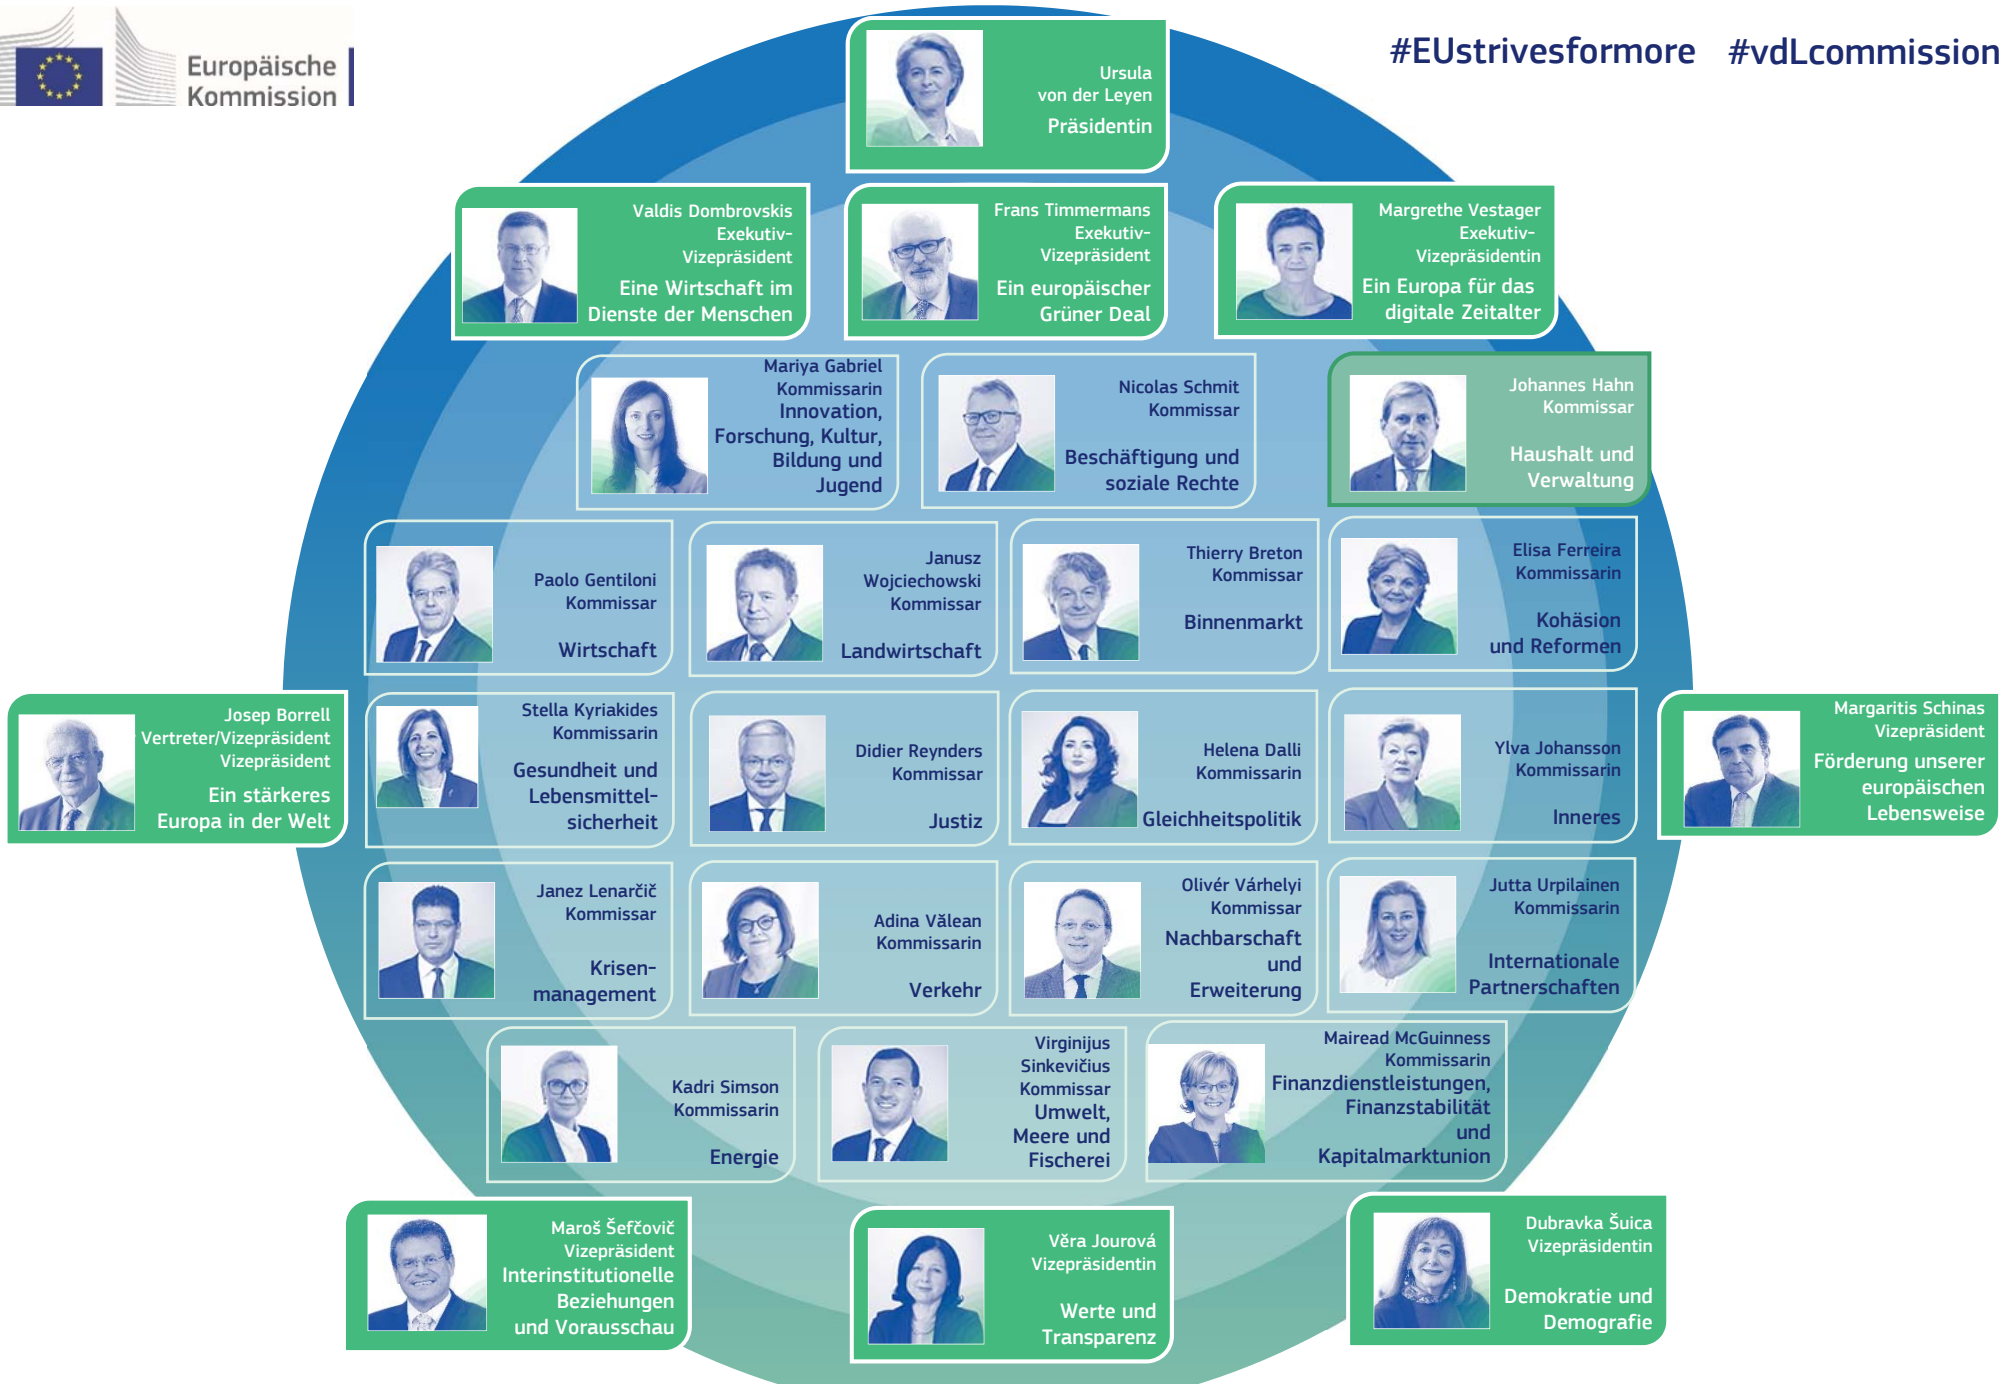 Europäische
Kommission
#EUstrivesformore #vdLcommission
Ursula
von der Leyen
Präsidentin
Valdis Dombrovskis
Exekutiv-
Vizepräsident
Eine Wirtschaft im
Dienste der Menschen
Frans Timmermans
Exekutiv-
Vizepräsident
Ein europäischer
Grüner Deal
Margrethe Vestager
Exekutiv-
Vizepräsidentin
Ein Europa für das
digitale Zeitalter
Mariya Gabriel
Kommissarin
Innovation,
Forschung, Kultur,
Bildung und
Jugend
Nicolas Schmit
Kommissar
Beschäftigung und
soziale Rechte
Johannes Hahn
Kommissar
Haushalt und
Verwaltung
Paolo Gentiloni
Kommissar
Wirtschaft
Janusz
Wojciechowski
Kommissar
Landwirtschaft
Thierry Breton
Kommissar
Binnenmarkt
Elisa Ferreira
Kommissarin
Kohäsion
und Reformen
Josep Borrell
Vertreter/Vizepräsident
Vizepräsident
Ein stärkeres
Europa in der Welt
Stella Kyriakides
Kommissarin
Gesundheit und
Lebensmittel-
sicherheit
Didier Reynders
Kommissar
Justiz
Helena Dalli
Kommissarin
Gleichheitspolitik
Ylva Johansson
Kommissarin
Inneres
Margaritis Schinas
Vizepräsident
Förderung unserer
europäischen
Lebensweise
Janez Lenarčič
Kommissar
Krisen-
management
Adina Vălean
Kommissarin
Verkehr
Olivér Várhelyi
Kommissar
Nachbarschaft
und
Erweiterung
Jutta Urpilainen
Kommissarin
Internationale
Partnerschaften
Kadri Simson
Kommissarin
Energie
Virginijus
Sinkevičius
Kommissar
Umwelt,
Meere und
Fischerei
Mairead McGuinness
Kommissarin
Finanzdienstleistungen,
Finanzstabilität
und
Kapitalmarktunion
Maroš Šefčovič
Vizepräsident
Interinstitutionelle
Beziehungen
und Vorausschau
Věra Jourová
Vizepräsidentin
Werte und
Transparenz
Dubravka Šuica
Vizepräsidentin
Demokratie und
Demografie